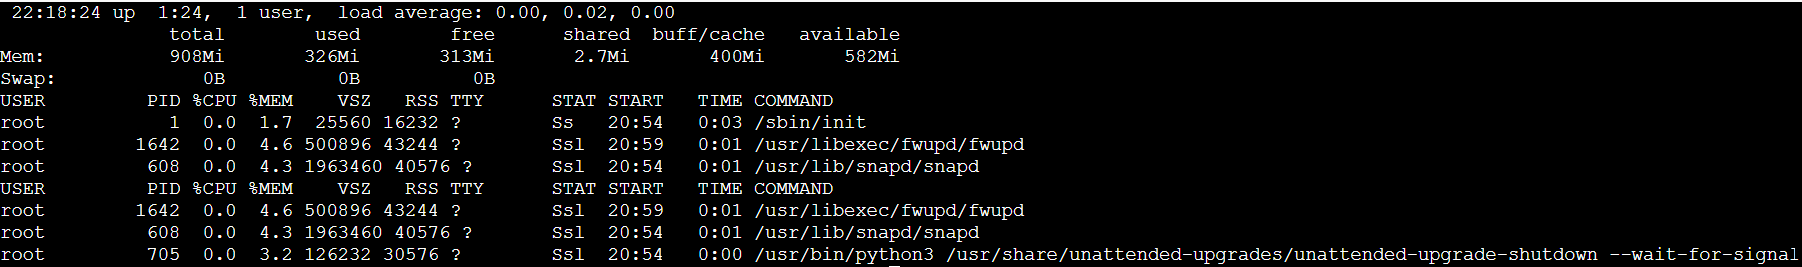 22:18:24 up  1:24,  1 user,  load average: 0.00, 0.02, 0.00
               total        used        free      shared  buff/cache   available
Mem:           908Mi       326Mi       313Mi       2.7Mi       400Mi       582Mi
Swap:             0B          0B          0B
USER         PID %CPU %MEM    VSZ   RSS TTY      STAT START   TIME COMMAND
root           1  0.0  1.7  25560 16232 ?        Ss   20:54   0:03 /sbin/init
root        1642  0.0  4.6 500896 43244 ?        Ssl  20:59   0:01 /usr/libexec/fwupd/fwupd
root         608  0.0  4.3 1963460 40576 ?       Ssl  20:54   0:01 /usr/lib/snapd/snapd
USER         PID %CPU %MEM    VSZ   RSS TTY      STAT START   TIME COMMAND
root        1642  0.0  4.6 500896 43244 ?        Ssl  20:59   0:01 /usr/libexec/fwupd/fwupd
root         608  0.0  4.3 1963460 40576 ?       Ssl  20:54   0:01 /usr/lib/snapd/snapd
root         705  0.0  3.2 126232 30576 ?        Ssl  20:54   0:00 /usr/bin/python3 /usr/share/unattended-upgrades/unattended-upgrade-shutdown --wait-for-signal